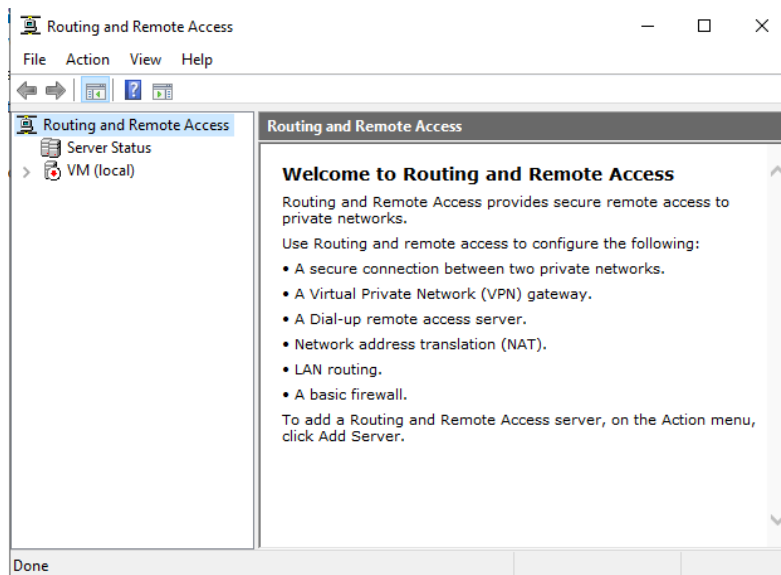 Routing and Remote Access
File Action View Help
Routing and Remote Access
Server Status
VM (local)
Routing and Remote Access
Welcome to Routing and Remote Access
Routing and Remote Access provides secure remote access to
private networks.
Use Routing and remote access to configure the following:
• A secure connection between two private networks.
• A Virtual Private Network (VPN) gateway.
• A Dial-up remote access server.
• Network address translation (NAT).
• LAN routing.
• A basic firewall.
To add a Routing and Remote Access server, on the Action menu,
click Add Server.
Done